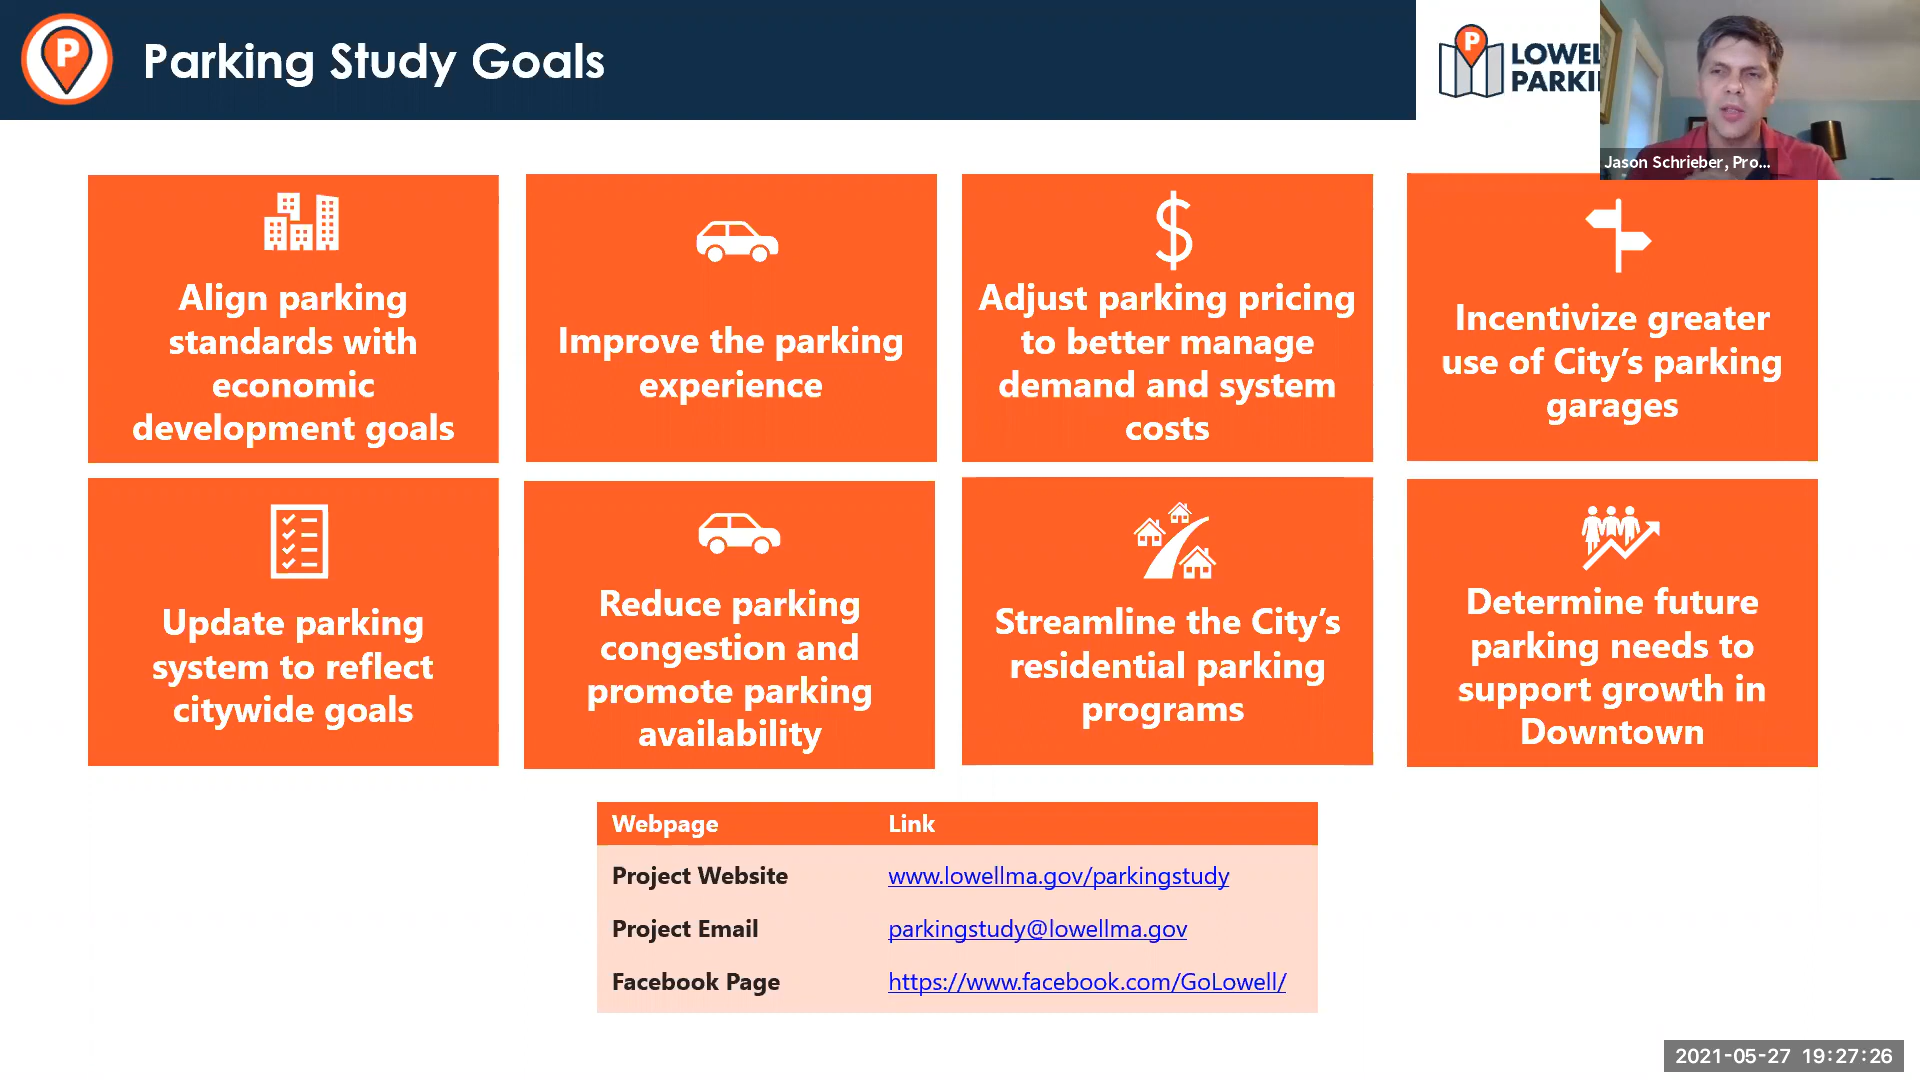 P
Parking Study Goals
P
LOWEL
PARKI
Jason Schrieber, Pro...
Align parking
standards with
economic
development goals
Improve the parking
experience
$
Adjust parking pricing
to better manage
demand and system
costs
Incentivize greater
use of City's parking
garages
Update parking
system to reflect
citywide goals
Reduce parking
congestion and
promote parking
availability
Streamline the City's
residential parking
programs
Determine future
parking needs to
support growth in
Downtown
Webpage Link
Project Website www.lowellma.gov/parkingstudy
Project Email parkingstudy@lowellma.gov
Facebook Page https://www.facebook.com/GoLowell/
2021-05-27 19:27:26